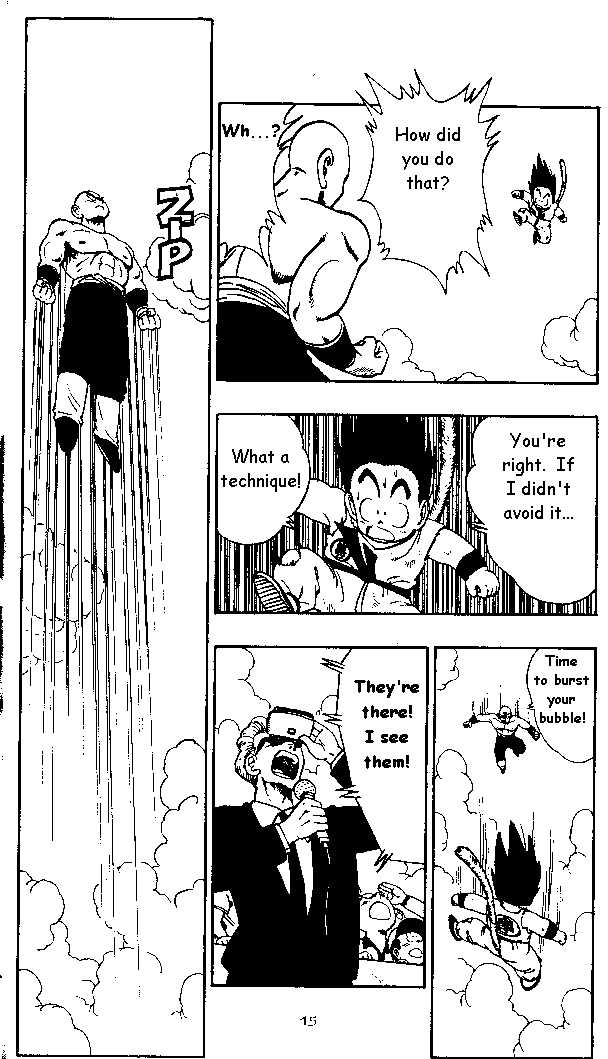 ZIP
Wh...?
How did
you do
that?
What a
technique!
You're
right. If
I didn't
avoid it...
They're
there!
I see
them!
Time
to burst
your
bubble!
15